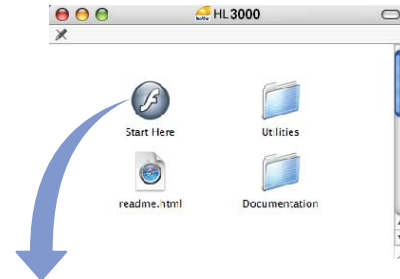 HL3000
Start Here
Utilities
readme.html
Documentation